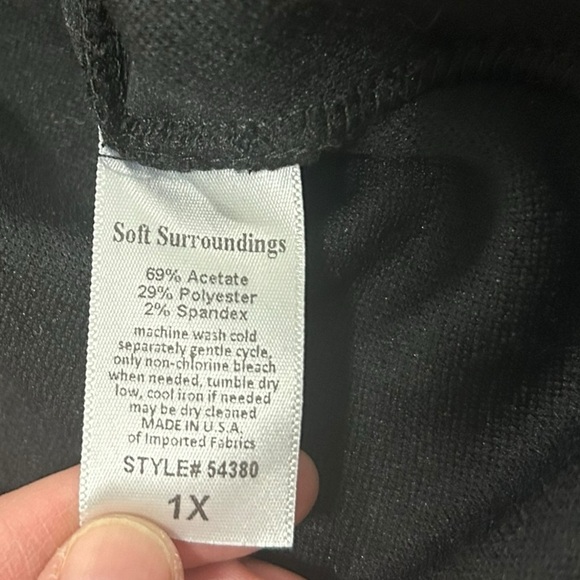 Soft Surroundings
69% Acetate
29% Polyester
2% Spandex
machine wash cold
separately gentle cycle,
only non-chlorine bleach
when needed, tumble dry
low, cool iron if needed
may be dry cleaned
MADE IN U.S.A.
of Imported Fabrics
STYLE# 54380
1X